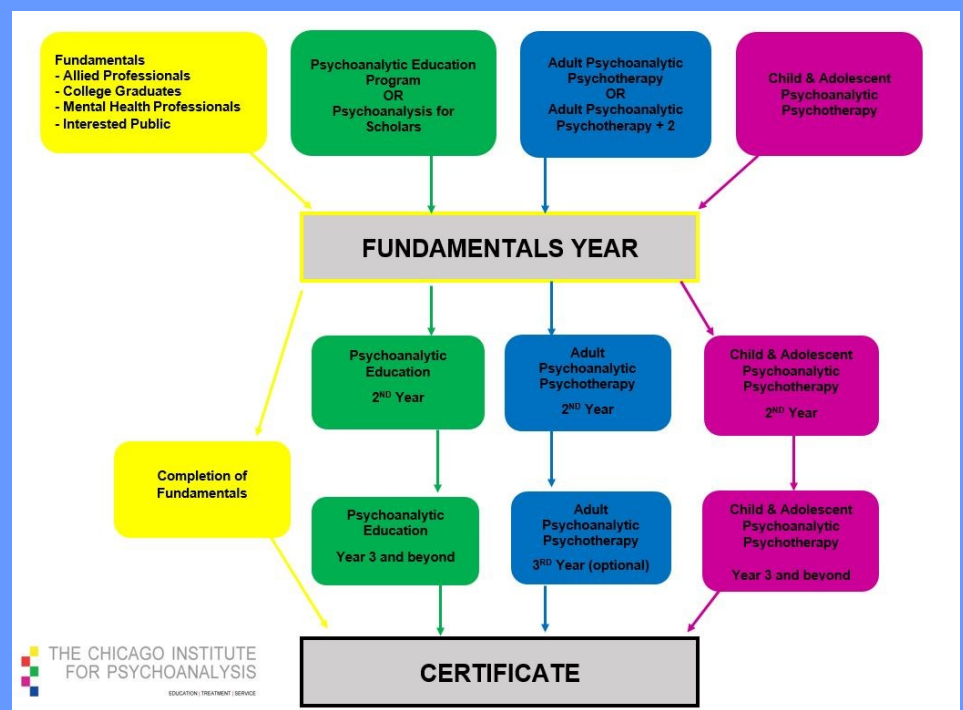 Fundamentals
- Allied Professionals
- College Graduates
- Mental Health Professionals
- Interested Public
Psychoanalytic Education
Program
OR
Psychoanalysis for
Scholars
Adult Psychoanalytic
Psychotherapy
OR
Adult Psychoanalytic
Psychotherapy + 2
Child & Adolescent
Psychoanalytic
Psychotherapy
FUNDAMENTALS YEAR
Psychoanalytic
Education
2ND Year
Adult
Psychoanalytic
Psychotherapy
2ND Year
Child & Adolescent
Psychoanalytic
Psychotherapy
2ND Year
Completion of
Fundamentals
Psychoanalytic
Education
Year 3 and beyond
Adult
Psychoanalytic
Psychotherapy
3RD Year (optional)
Child & Adolescent
Psychoanalytic
Psychotherapy
Year 3 and beyond
CERTIFICATE
THE CHICAGO INSTITUTE
FOR PSYCHOANALYSIS
EDUCATION | TREATMENT | SERVICE